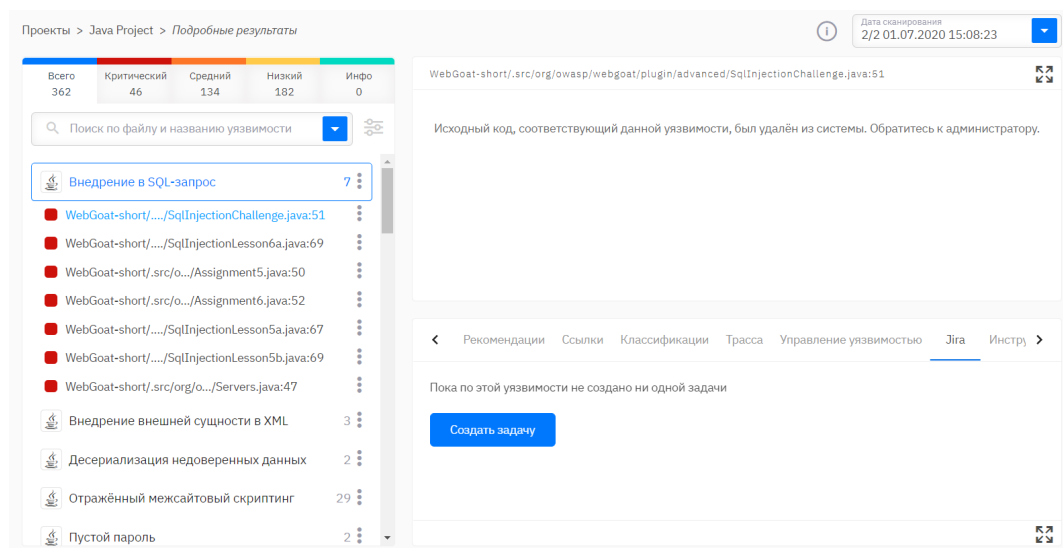 Проекты > Java Project > Подробные результаты
Дата сканирования
2/2 01.07.2020 15:08:23
Всего
362
Критический
46
Средний
134
Низкий
182
Инфо
0
Поиск по файлу и названию уязвимости
Внедрение в SQL-запрос 7
WebGoat-short/..../SqlInjectionChallenge.java:51
WebGoat-short/..../SqlInjectionLesson6a.java:69
WebGoat-short/.src/o.../Assignment5.java:50
WebGoat-short/.src/o.../Assignment6.java:52
WebGoat-short/..../SqlInjectionLesson5a.java:67
WebGoat-short/..../SqlInjectionLesson5b.java:69
WebGoat-short/.src/org/o.../Servers.java:47
Внедрение внешней сущности в XML 3
Десериализация недоверенных данных 2
Отражённый межсайтовый скриптинг 29
Пустой пароль 2
WebGoat-short/.src/org/owasp/webgoat/plugin/advanced/SqlInjectionChallenge.java:51
Исходный код, соответствующий данной уязвимости, был удалён из системы. Обратитесь к администратору.
Рекомендации Ссылки Классификации Трасса Управление уязвимостью Jira Инстру
Пока по этой уязвимости не создано ни одной задачи
Создать задачу